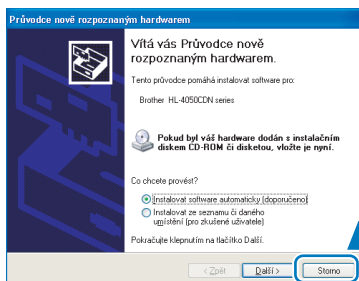 Průvodce nově rozpoznaným hardwarem
Vítá vás Průvodce nově
rozpoznaným hardwarem.
Tento průvodce pomáhá instalovat software pro:
Brother HL-4050CDN series
Pokud byl váš hardware dodán s instalačním
diskem CD-ROM či disketou, vložte je nyní.
Co chcete provést?
Instalovat software automaticky (doporučeno)
Instalovat ze seznamu či daného
umístění (pro zkušené uživatele)
Pokračujte klepnutím na tlačítko Další.
< Zpět Další > Storno